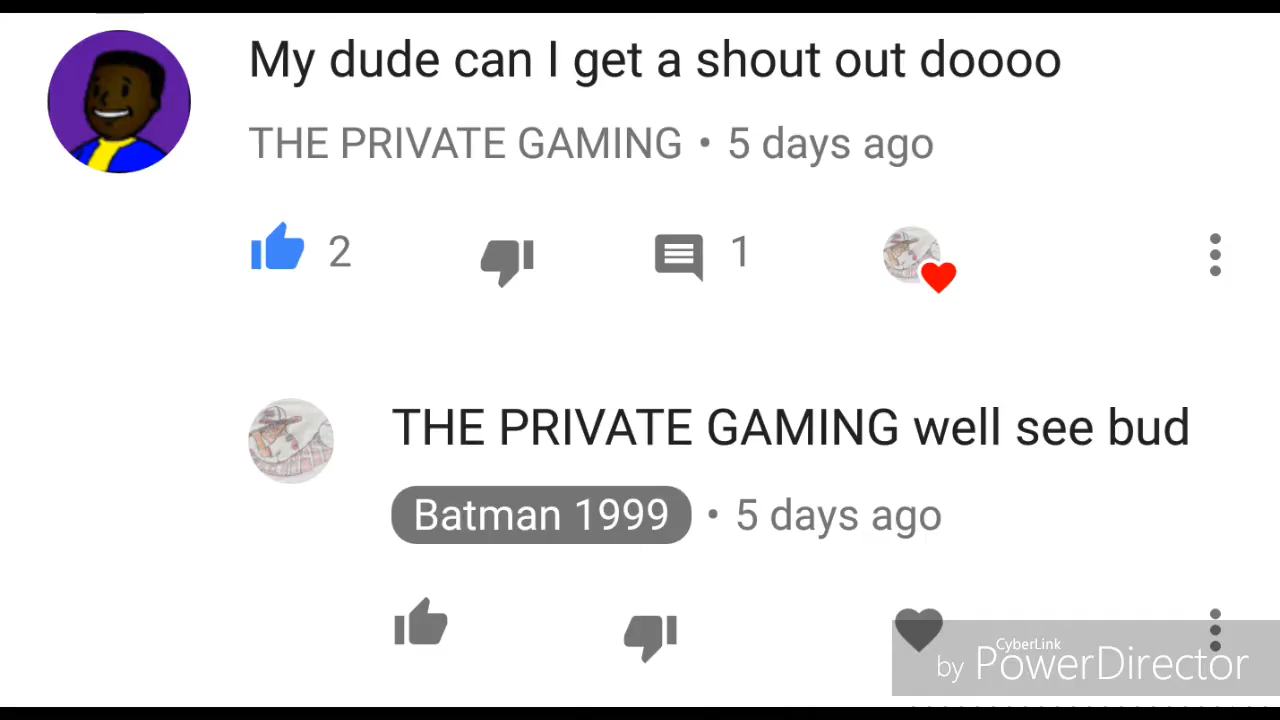 My dude can I get a shout out doooo
THE PRIVATE GAMING • 5 days ago
2 1
THE PRIVATE GAMING well see bud
Batman 1999 • 5 days ago
CyberLink
by PowerDirector